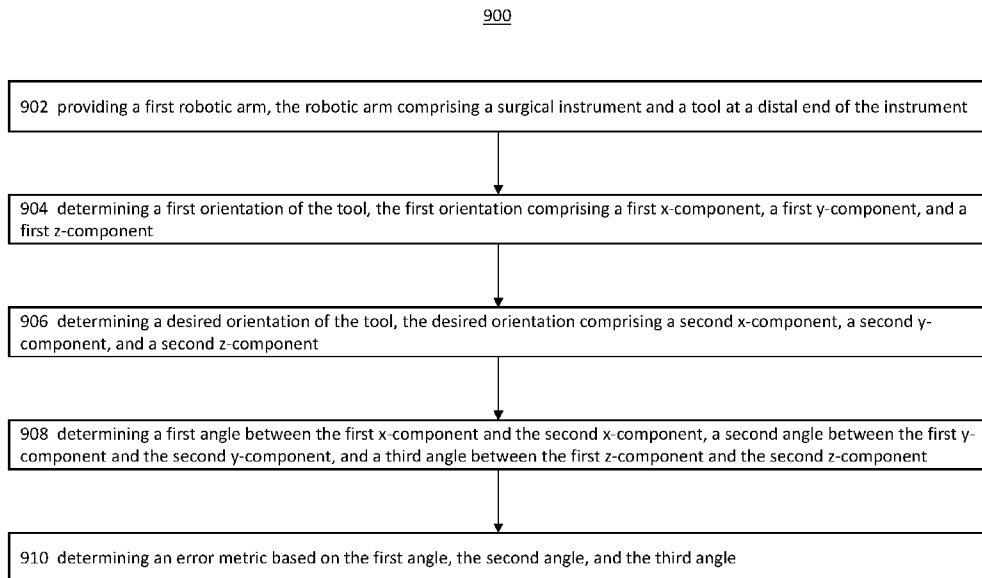 900
902 providing a first robotic arm, the robotic arm comprising a surgical instrument and a tool at a distal end of the instrument
904 determining a first orientation of the tool, the first orientation comprising a first x-component, a first y-component, and a
first z-component
906 determining a desired orientation of the tool, the desired orientation comprising a second x-component, a second y-
component, and a second z-component
908 determining a first angle between the first x-component and the second x-component, a second angle between the first y-
component and the second y-component, and a third angle between the first z-component and the second z-component
910 determining an error metric based on the first angle, the second angle, and the third angle